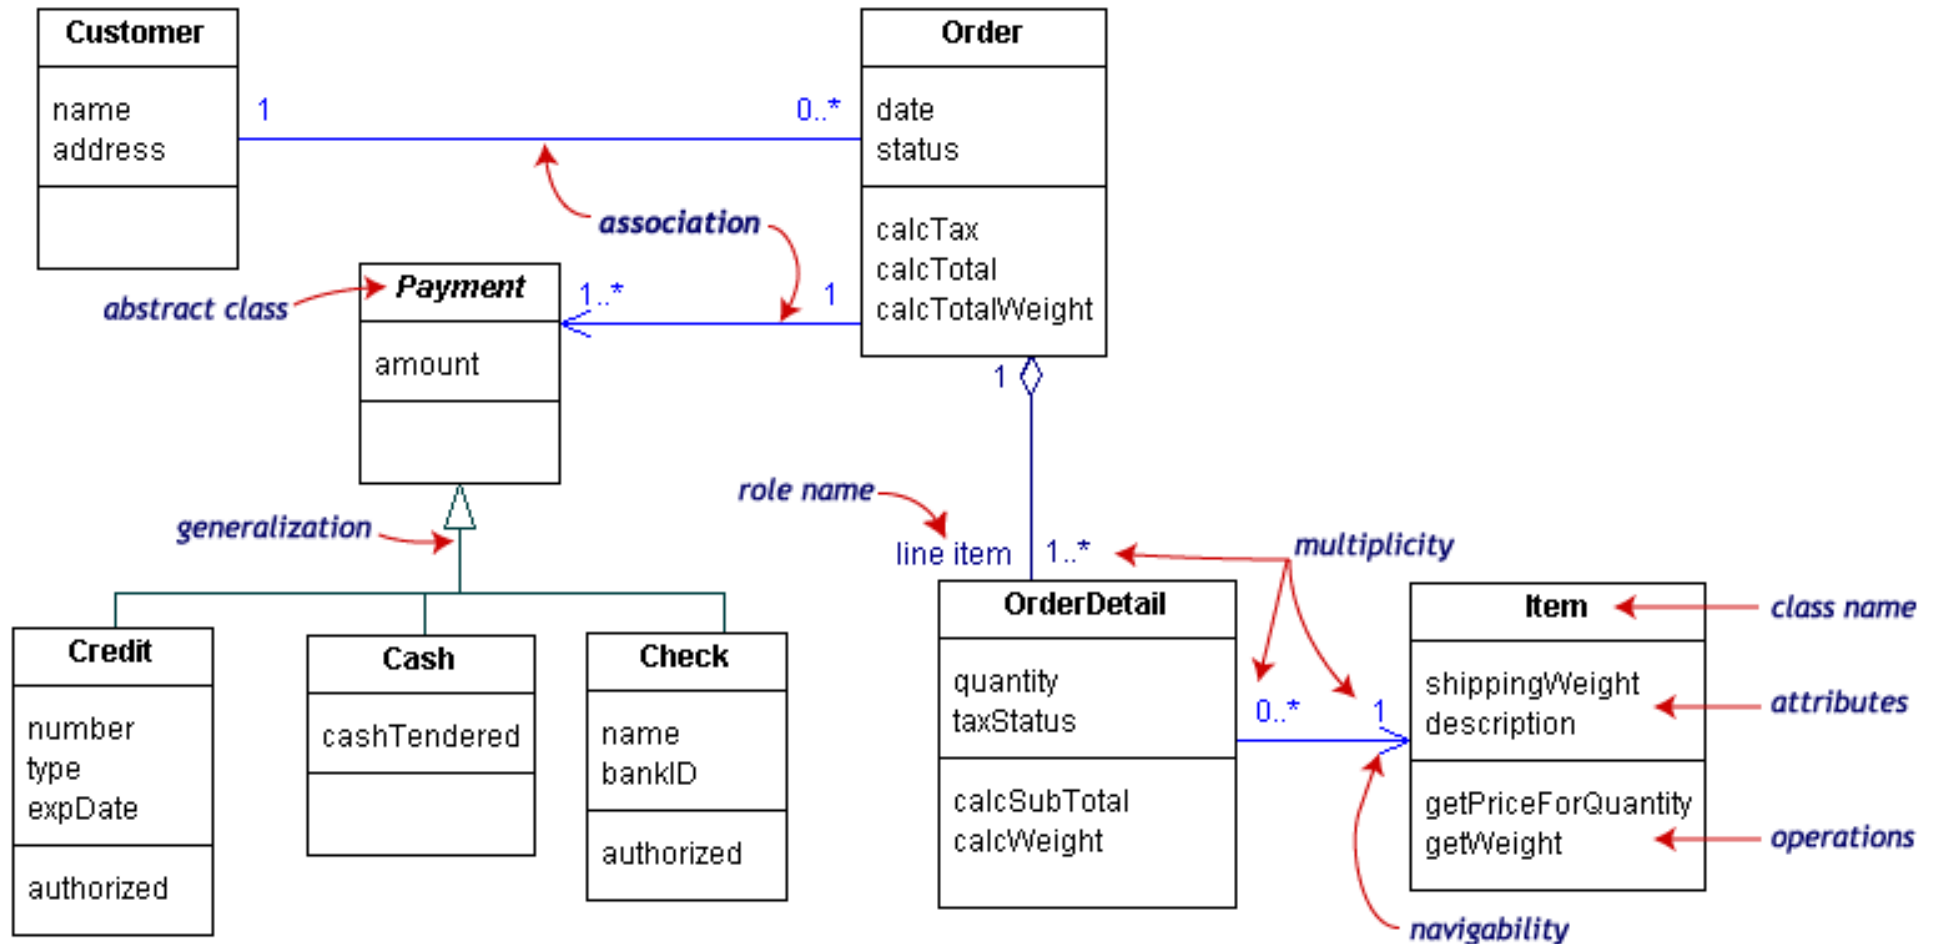 Customer
name
address
1
0..*
Order
date
status
calcTax
calcTotal
calcTotalWeight
association
abstract class
Payment
amount
1..*
1
1
role name
line item
1..*
multiplicity
generalization
Credit
number
type
expDate
authorized
Cash
cashTendered
Check
name
bankID
authorized
OrderDetail
quantity
taxStatus
calcSubTotal
calcWeight
0..*
1
Item
shippingWeight
description
getPriceForQuantity
getWeight
class name
attributes
operations
navigability